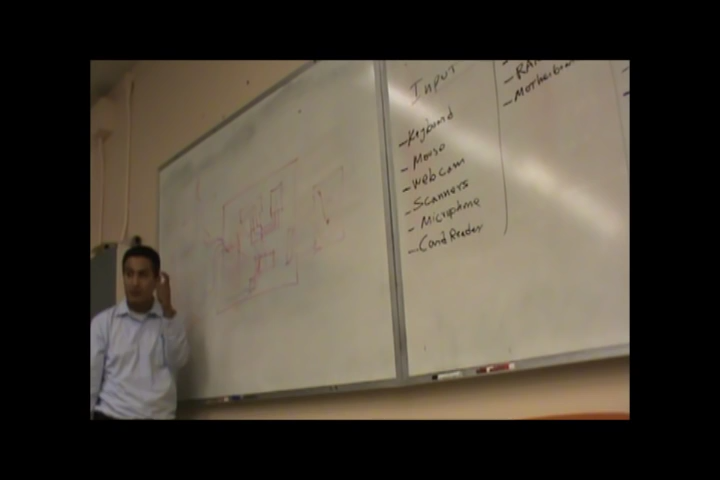 Input
- Keyboard
- Mouse
- Webcam
- Scanners
- Microphone
- Card Reader
- RAM
- Motherboard